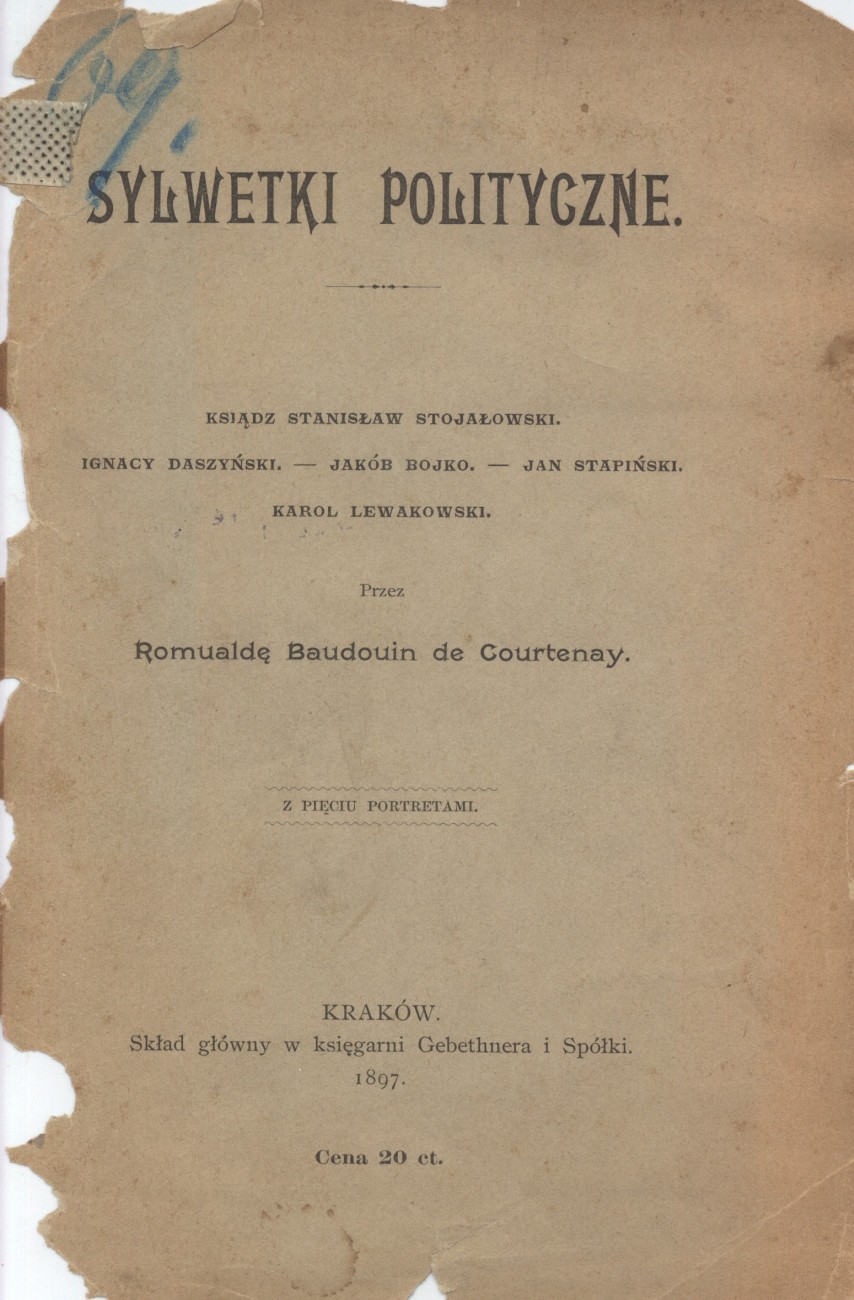 69.
SYLWETKI POLITYCZNE.
KSIĄDZ STANISŁAW STOJAŁOWSKI.
IGNACY DASZYŃSKI. — JAKÓB BOJKO. — JAN STAPIŃSKI.
KAROL LEWAKOWSKI.
Przez
Romualdę Baudouin de Courtenay.
Z PIĘCIU PORTRETAMI.
KRAKÓW.
Skład główny w księgarni Gebethnera i Spółki.
1897.
Cena 20 ct.